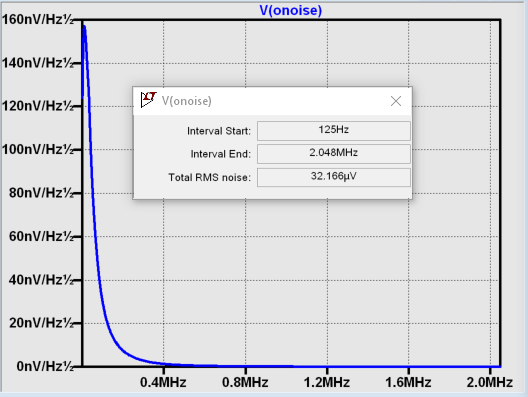 V(onoise)
160nV/Hz½
140nV/Hz½
120nV/Hz½
100nV/Hz½
80nV/Hz½
60nV/Hz½
40nV/Hz½
20nV/Hz½
0nV/Hz½
V(onoise)
Interval Start: 125Hz
Interval End: 2.048MHz
Total RMS noise: 32.166µV
0.4MHz 0.8MHz 1.2MHz 1.6MHz 2.0MHz